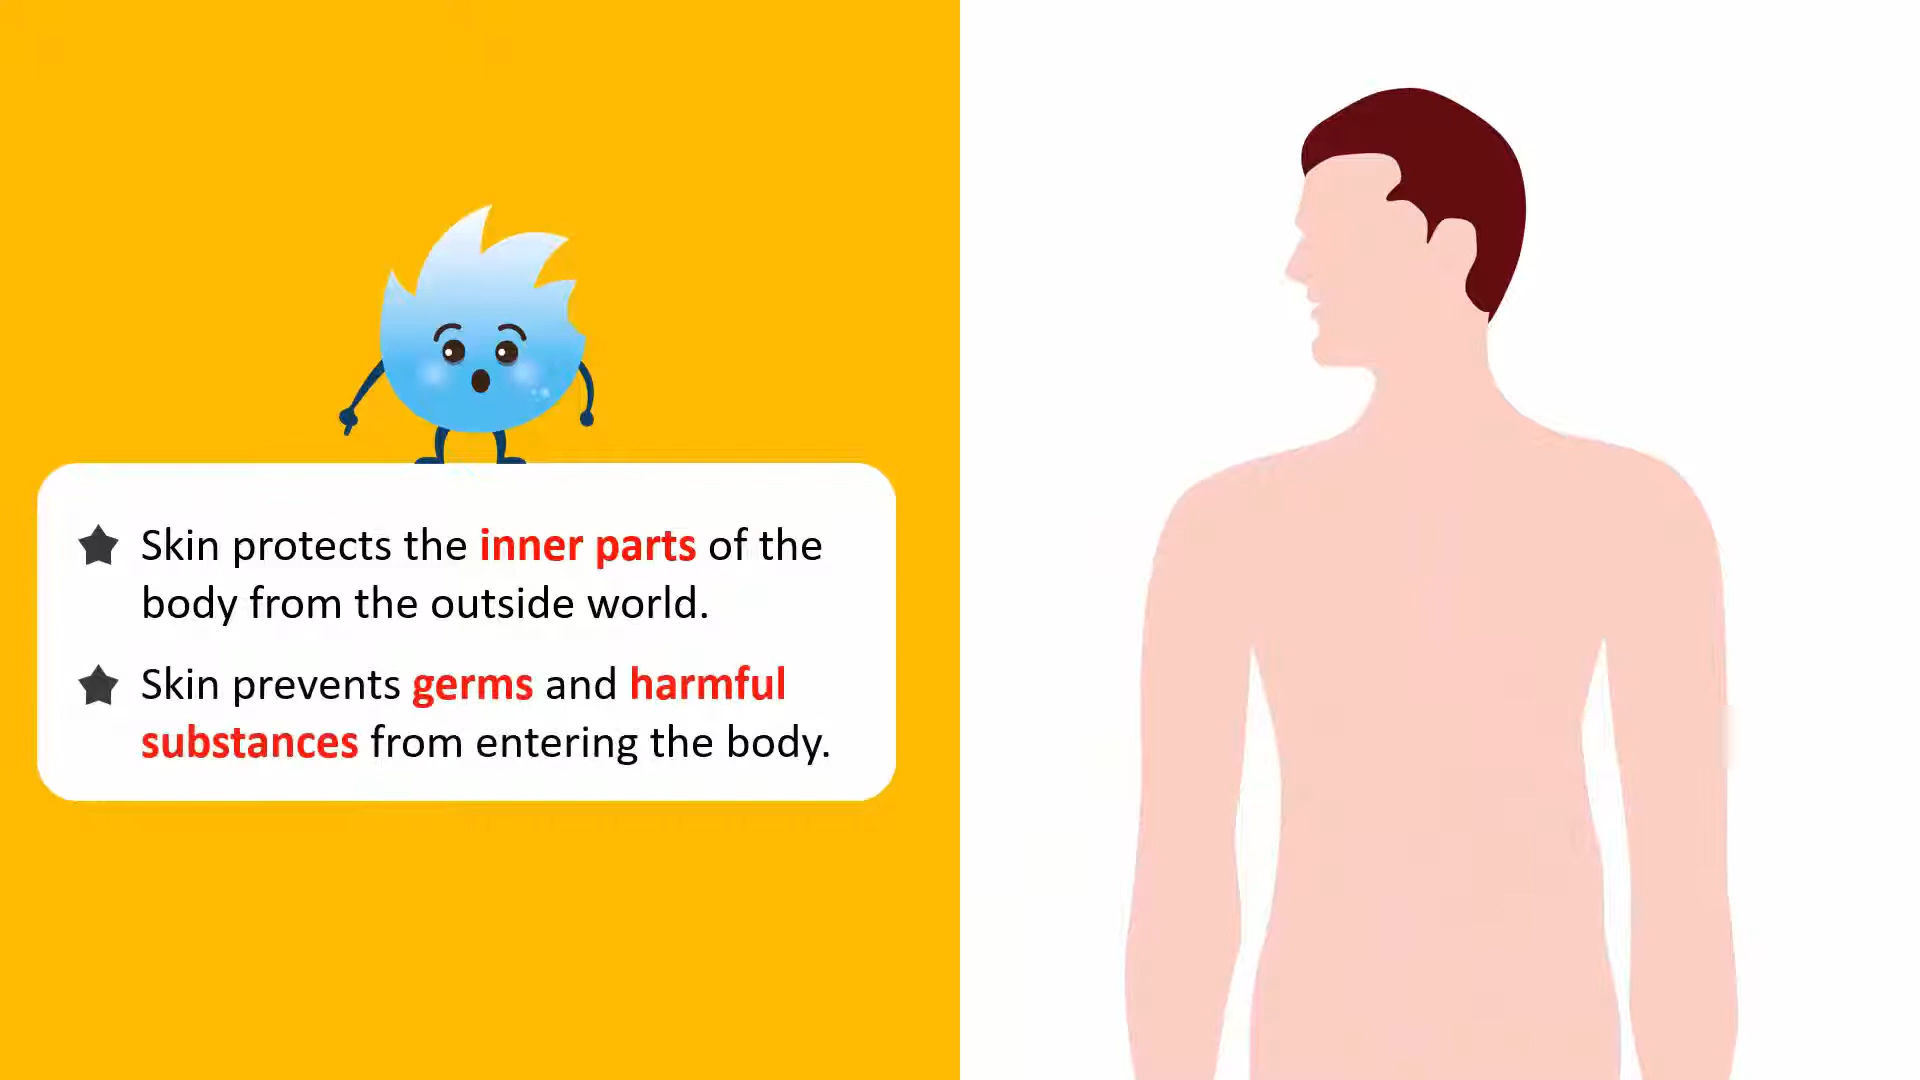 Skin protects the inner parts of the
body from the outside world.
Skin prevents germs and harmful
substances from entering the body.